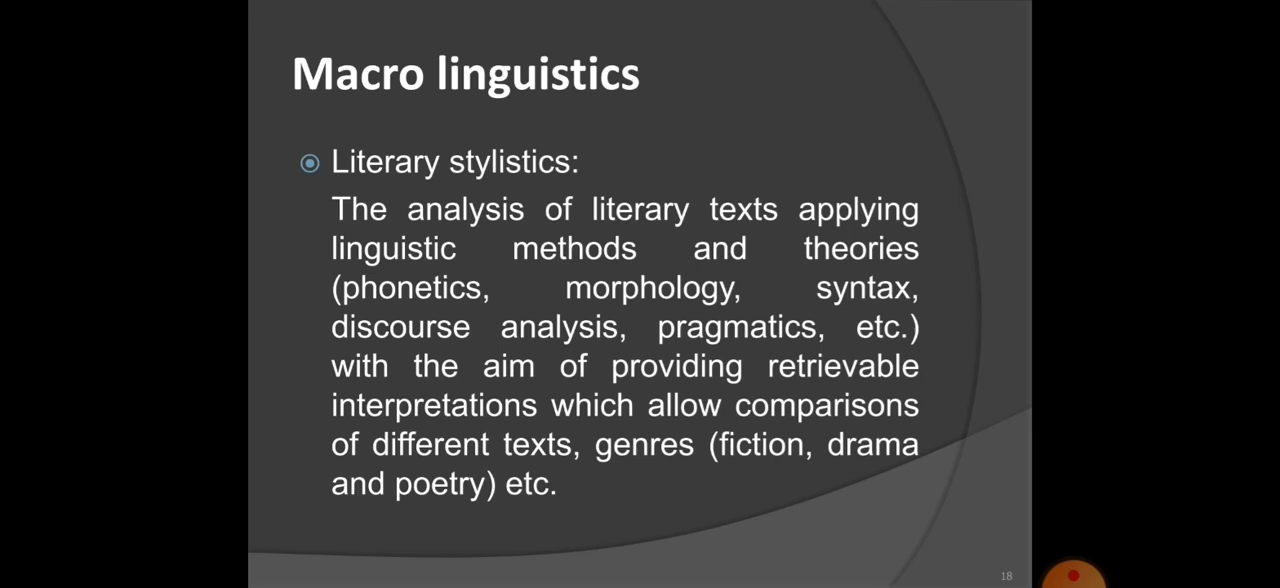 Macro linguistics
Literary stylistics:
The analysis of literary texts applying
linguistic methods and theories
(phonetics, morphology, syntax,
discourse analysis, pragmatics, etc.)
with the aim of providing retrievable
interpretations which allow comparisons
of different texts, genres (fiction, drama
and poetry) etc.
18